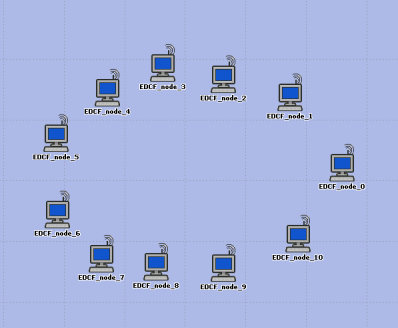 EDCF_node_3
EDCF_node_2
EDCF_node_4
EDCF_node_1
EDCF_node_5
EDCF_node_0
EDCF_node_6
EDCF_node_10
EDCF_node_7
EDCF_node_8
EDCF_node_9